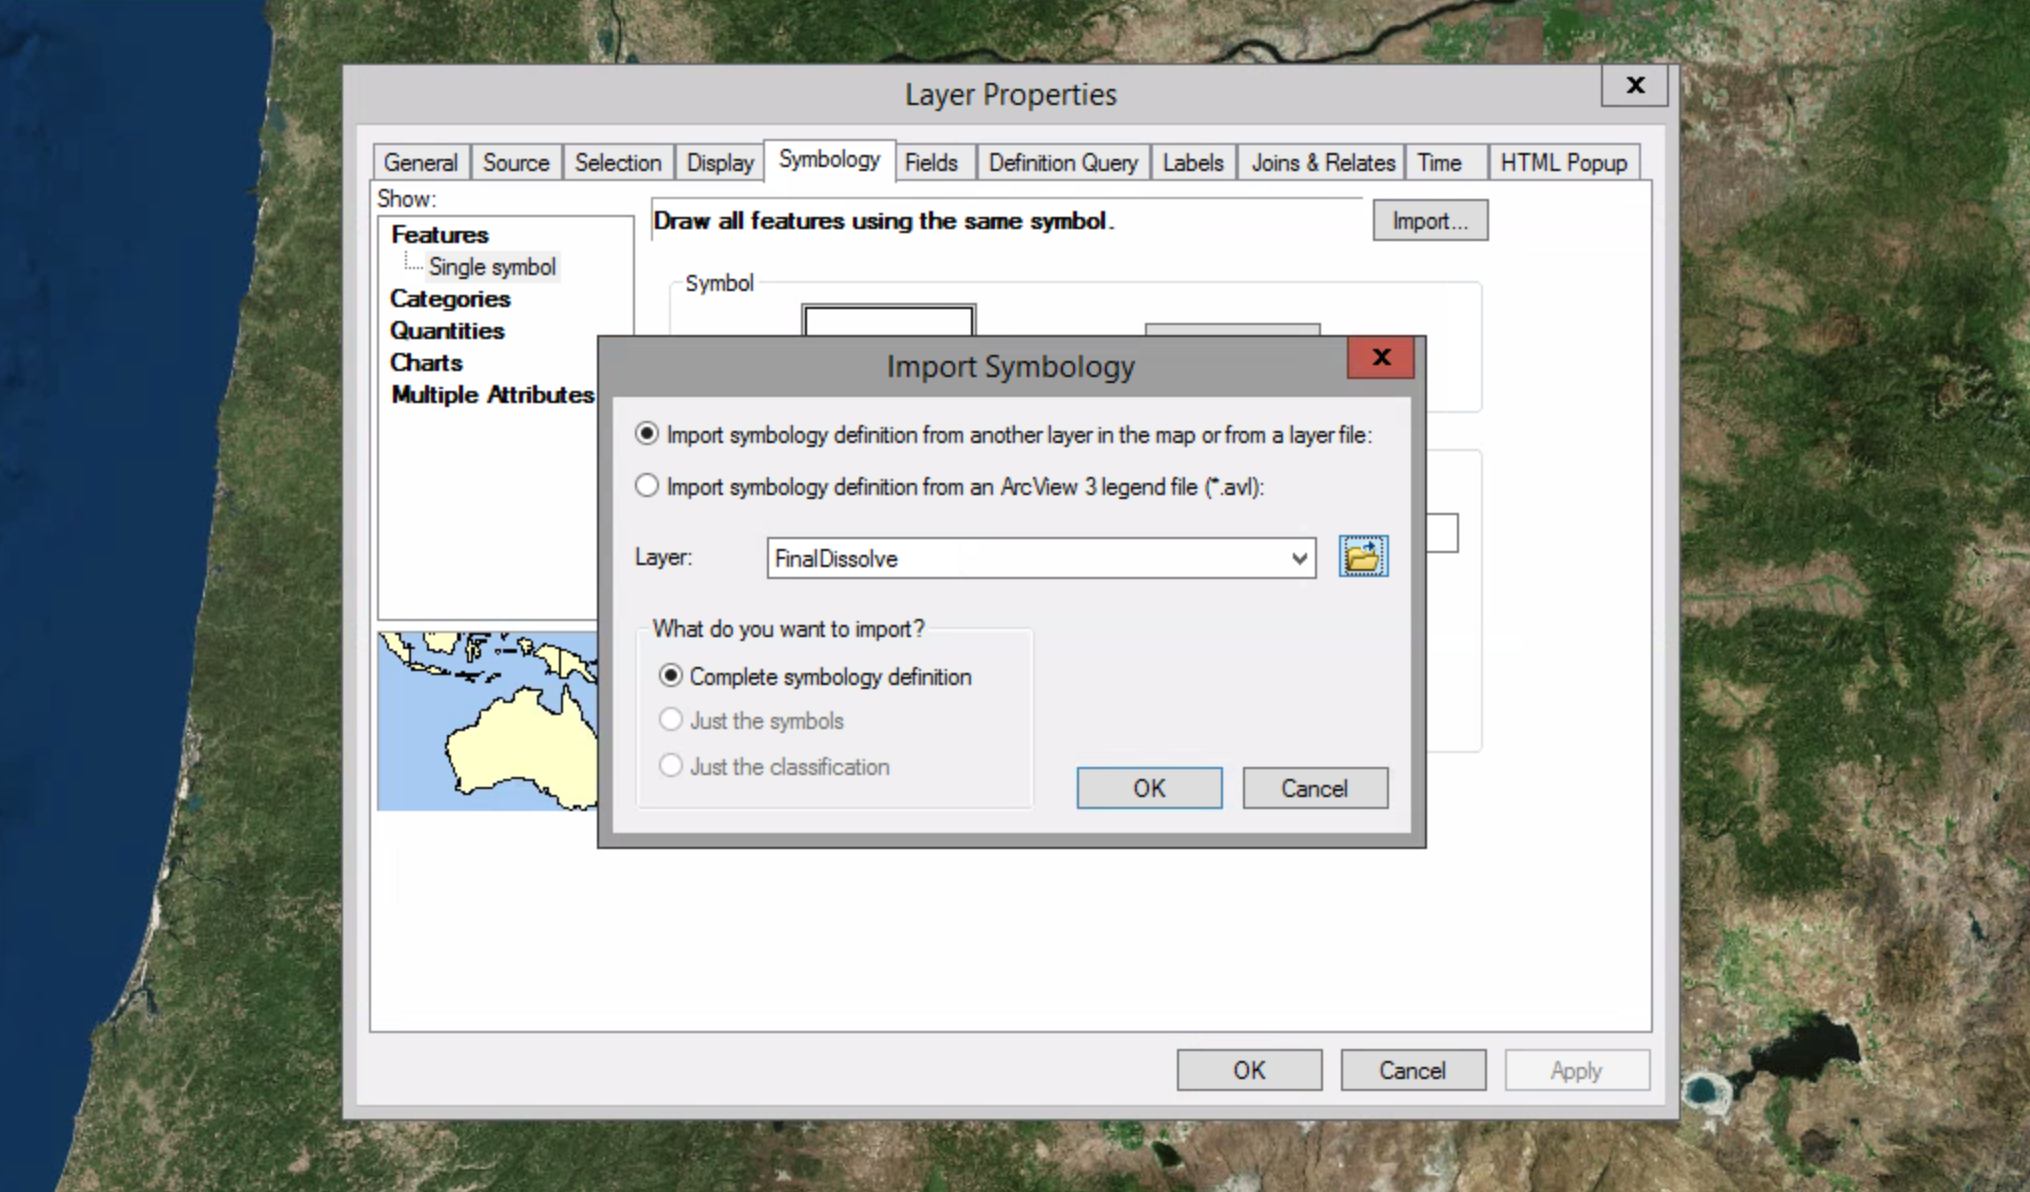 Layer Properties
x
General Source Selection Display Symbology Fields Definition Query Labels Joins & Relates Time HTML Popup
Show:
Features
Single symbol
Categories
Quantities
Charts
Multiple Attributes
Draw all features using the same symbol.
Import...
Symbol
Import Symbology
x
Import symbology definition from another layer in the map or from a layer file:
Import symbology definition from an ArcView 3 legend file (*.avl):
Layer:
FinalDissolve
What do you want to import?
Complete symbology definition
Just the symbols
Just the classification
OK Cancel
OK Cancel Apply